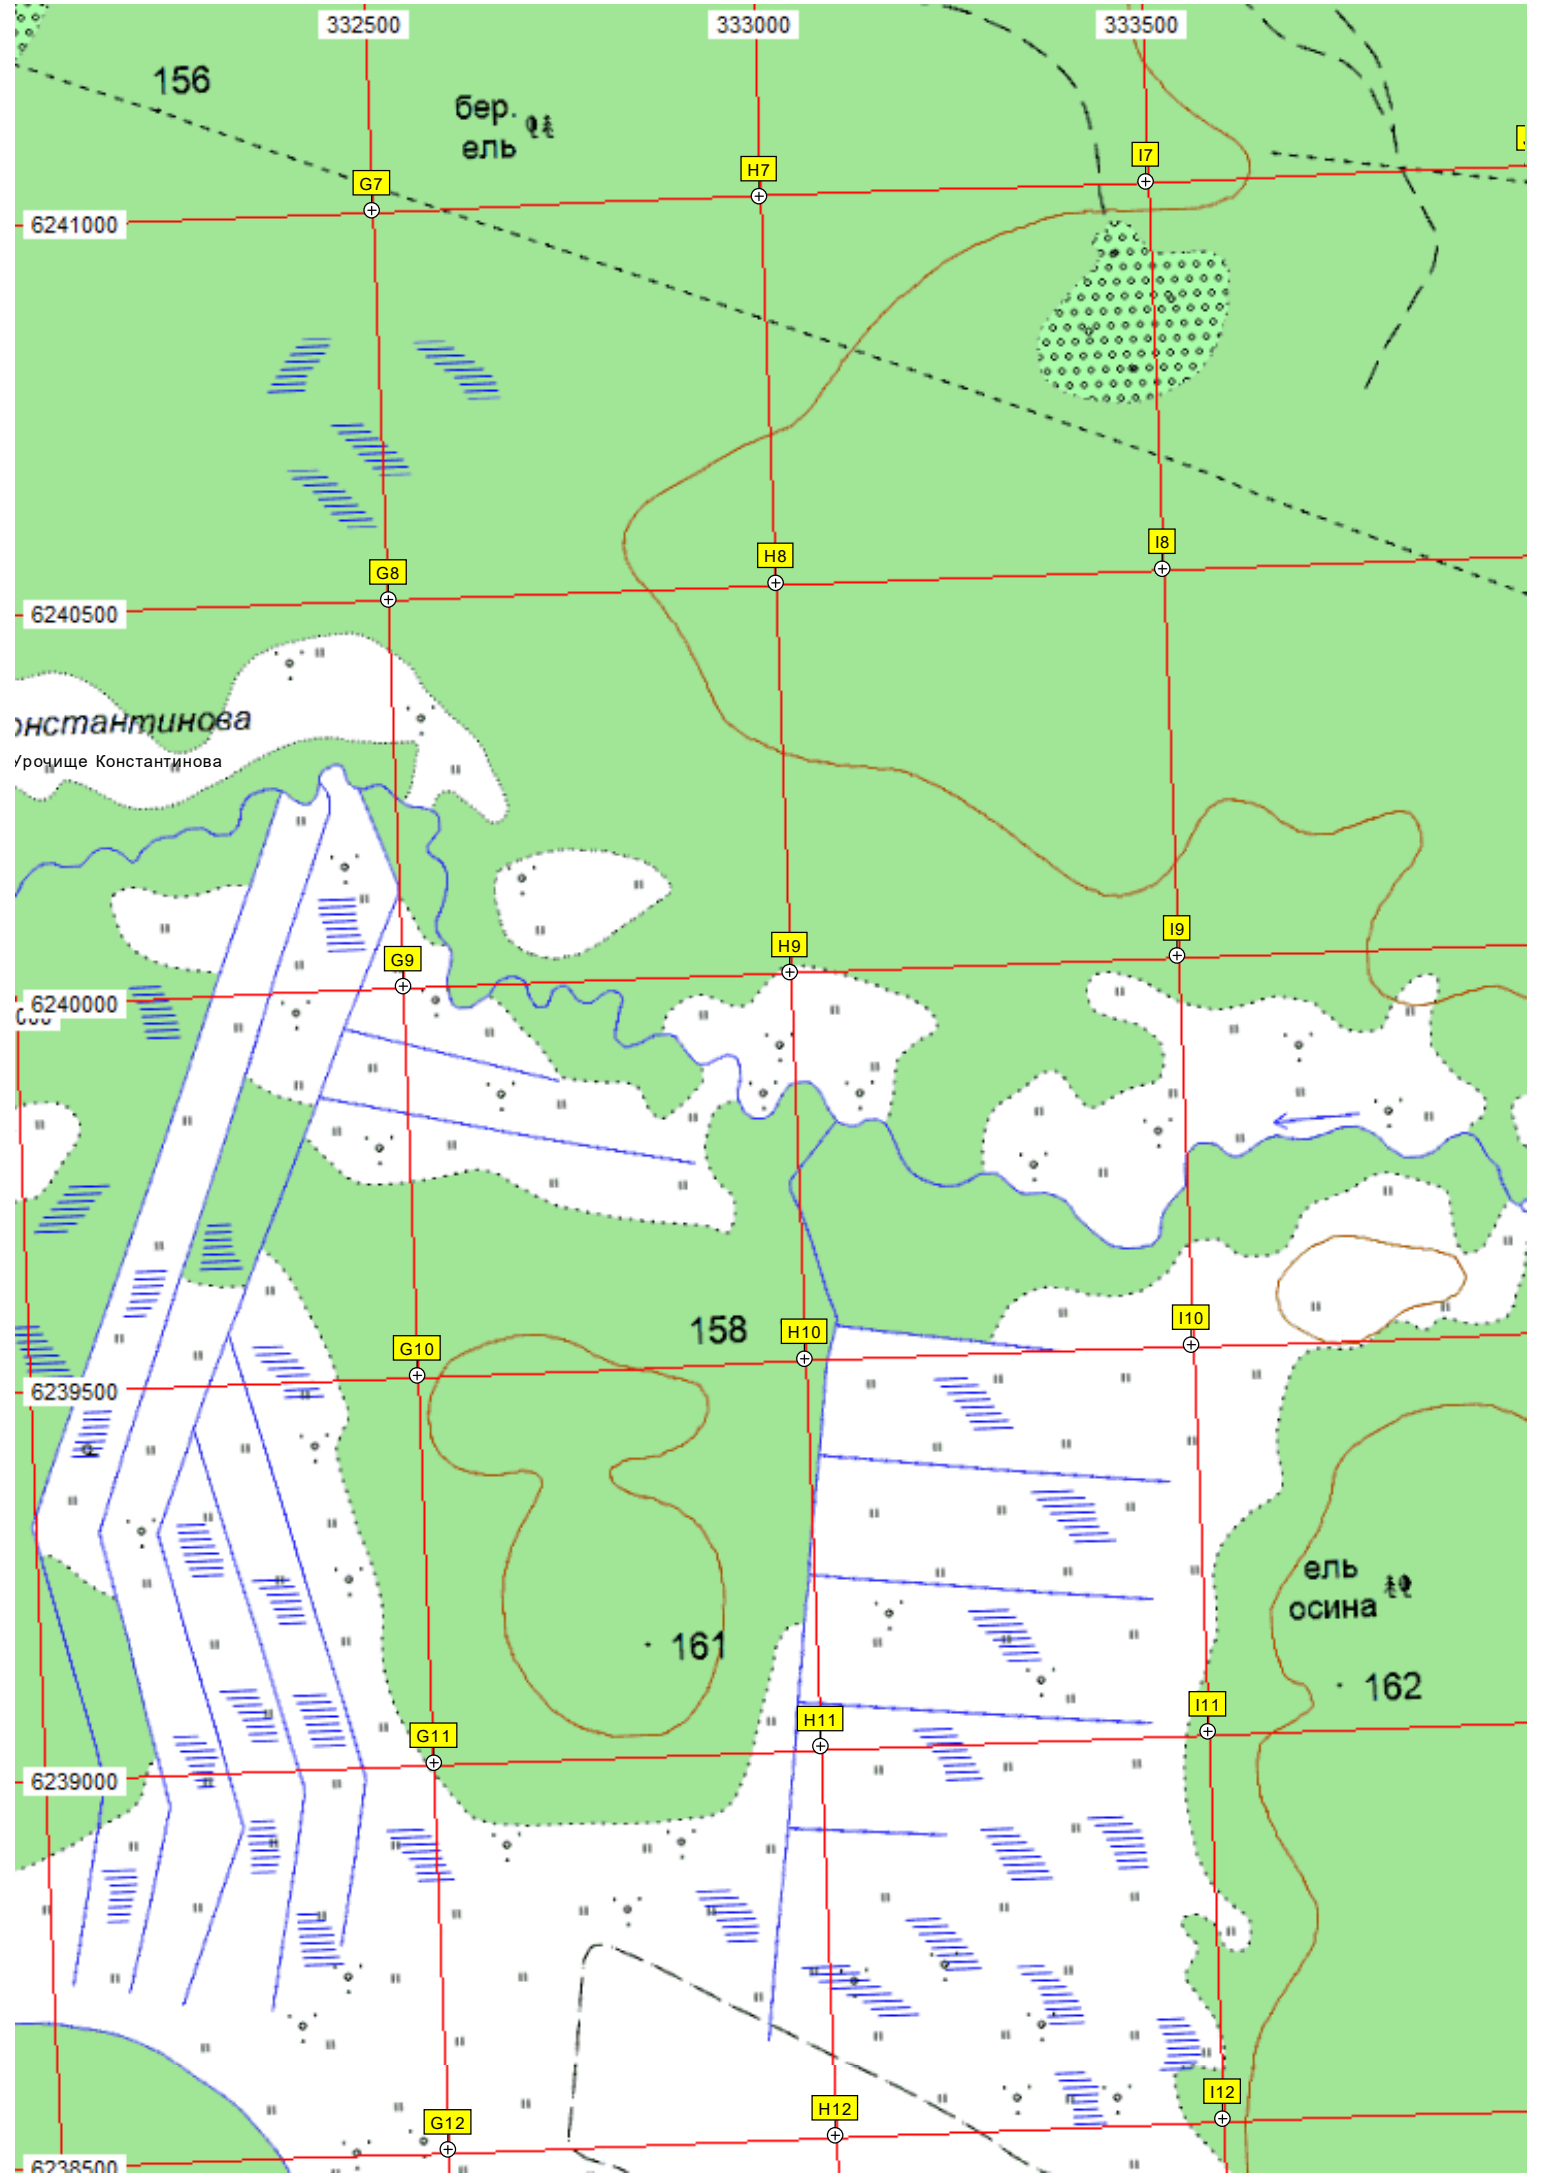 332500 333000 333500
156
бер.
ель
I7
H7
G7
6241000
I8
H8
G8
6240500
онстантинова
Урочище Константинова
I9
H9
G9
6240000
I10
158 H10
G10
6239500
ель
осина
161
162
I11
H11
G11
6239000
I12
H12
G12
6238500